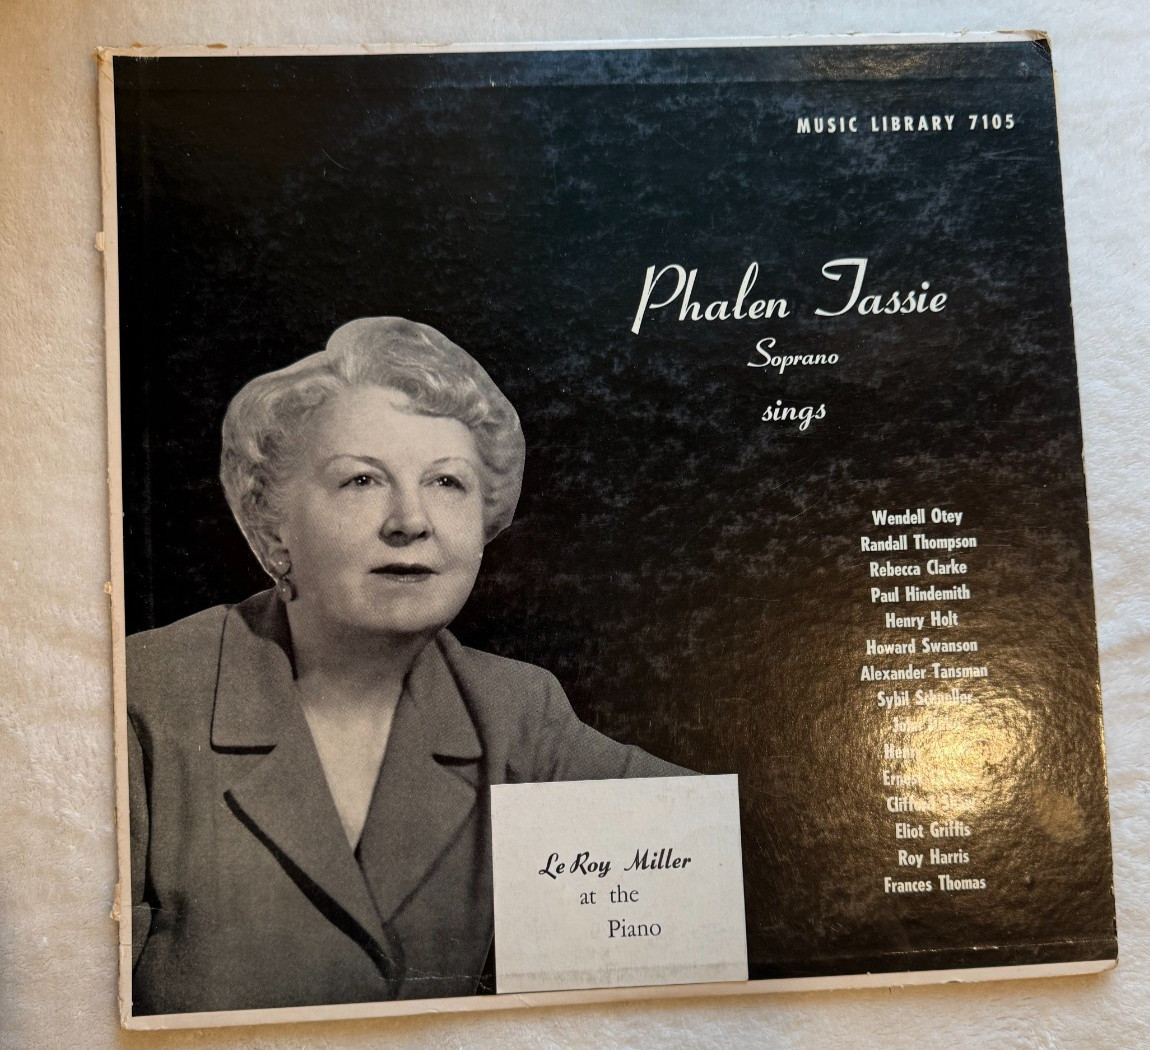 MUSIC LIBRARY 7105
Phalen Tassie
Soprano
sings
Wendell Otey
Randall Thompson
Rebecca Clarke
Paul Hindemith
Henry Holt
Howard Swanson
Alexander Tansman
Sybil
Clifford
Eliot Griffis
Roy Harris
Frances Thomas
Le Roy Miller
at the
Piano